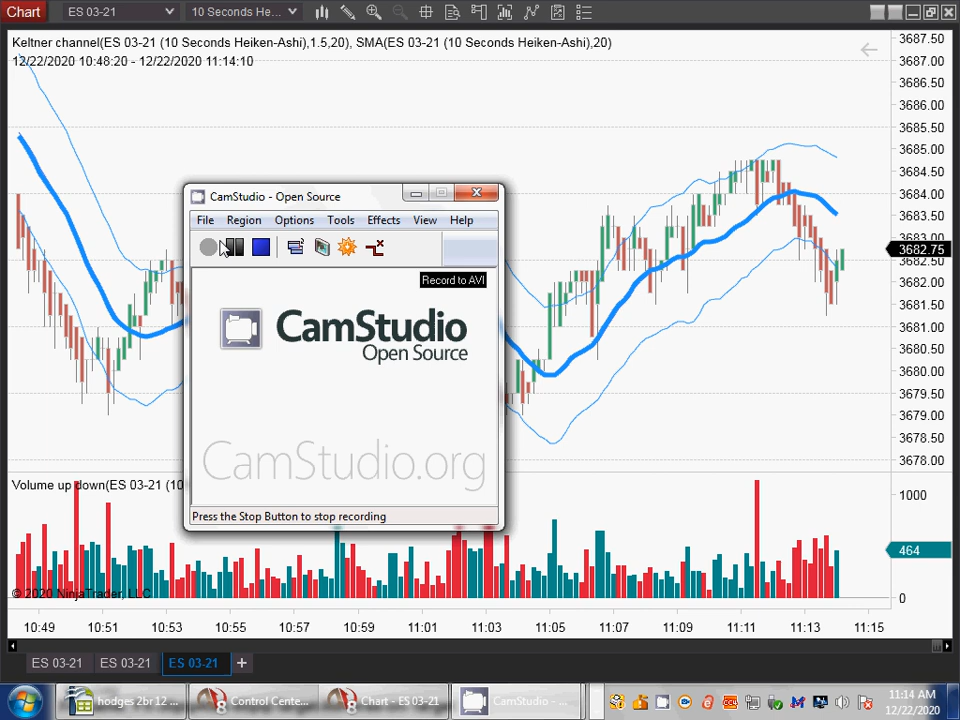 Chart ES 03-21 10 Seconds He...
Keltner channel(ES 03-21 (10 Seconds Heiken-Ashi),1.5,20), SMA(ES 03-21 (10 Seconds Heiken-Ashi),20)
12/22/2020 10:48:20 - 12/22/2020 11:14:10
3687.50
3687.00
3686.50
3686.00
3685.50
3685.00
3684.50
3684.00
3683.50
3683.00
3682.75
3682.50
3682.00
3681.50
3681.00
3680.50
3680.00
3679.50
3679.00
3678.50
3678.00
CamStudio - Open Source
File Region Options Tools Effects View Help
Record to AVI
CamStudio
Open Source
CamStudio.org
Press the Stop Button to stop recording
Volume up down(ES 03-21 (10
1000
464
0
© 2020 NinjaTrader, LLC
10:49 10:51 10:53 10:55 10:57 10:59 11:01 11:03 11:05 11:07 11:09 11:11 11:13 11:15
ES 03-21 ES 03-21 ES 03-21 +
hodges 2br12 ... Control Cente... Chart - ES 03-21 CamStudio - ...
11:14 AM
12/22/2020